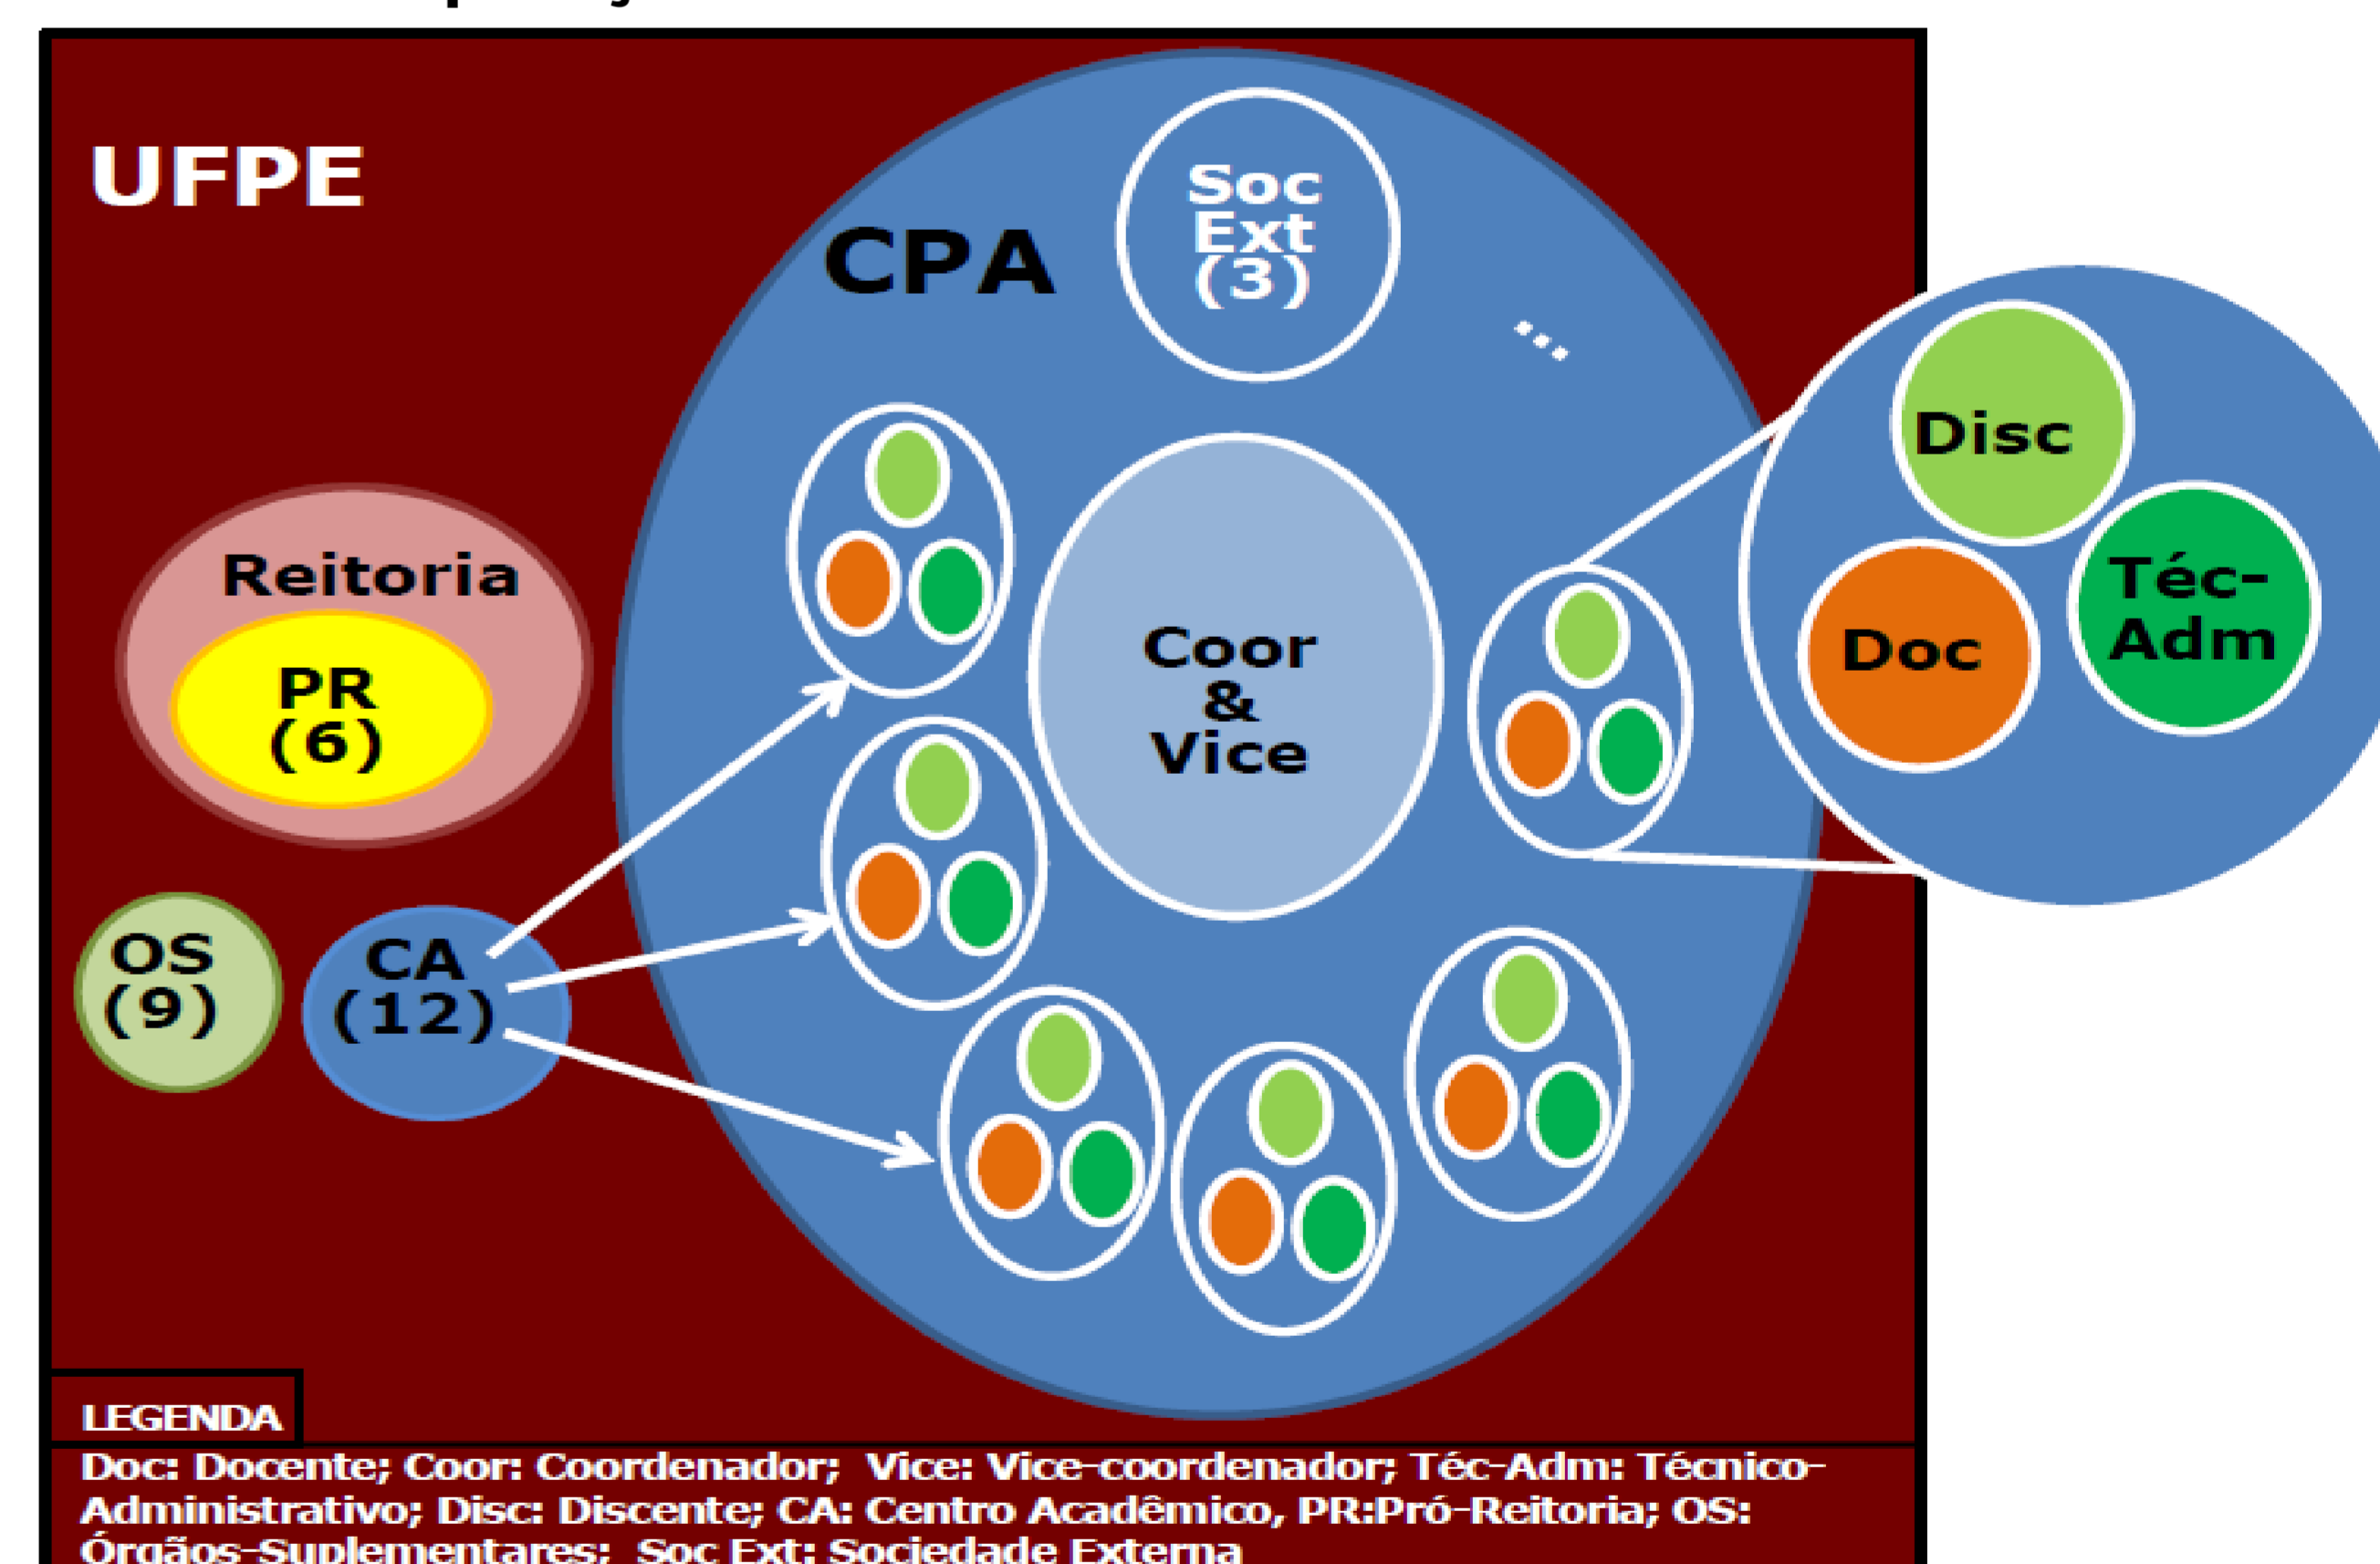 UFPE
CPA
Soc
Ext
(3)
...
Disc
Téc-
Adm
Doc
Reitoria
PR
(6)
Coor
&
Vice
OS
(9)
CA
(12)
LEGENDA
Doc: Docente; Coor: Coordenador; Vice: Vice-coordenador; Téc-Adm: Técnico-
Administrativo; Disc: Discente; CA: Centro Acadêmico, PR:Pró-Reitoria; OS:
Órgãos-Suplementares; Soc Ext: Sociedade Externa